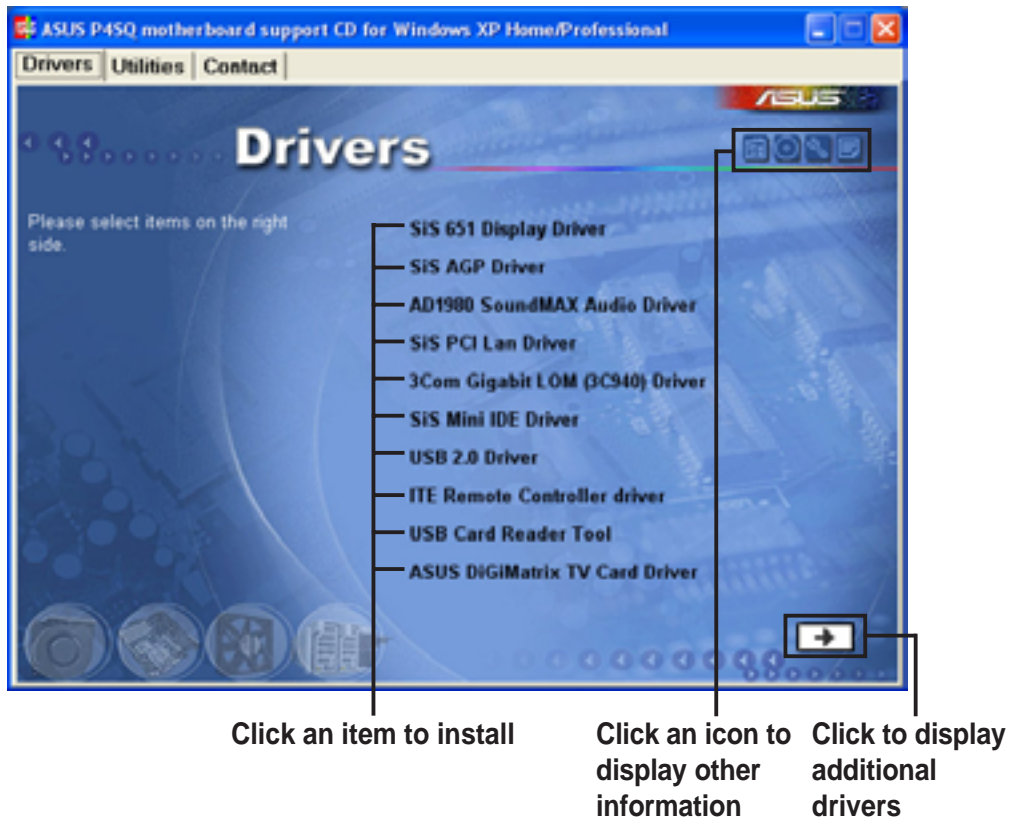 ASUS P4SQ motherboard support CD for Windows XP Home/Professional
Drivers Utilities Contact
ASUS
Drivers
Please select items on the right
side.
SiS 651 Display Driver
SiS AGP Driver
AD1980 SoundMAX Audio Driver
SiS PCI Lan Driver
3Com Gigabit LOM (3C940) Driver
SiS Mini IDE Driver
USB 2.0 Driver
ITE Remote Controller driver
USB Card Reader Tool
ASUS DiGiMatrix TV Card Driver
Click an item to install
Click an icon to
display other
information
Click to display
additional
drivers